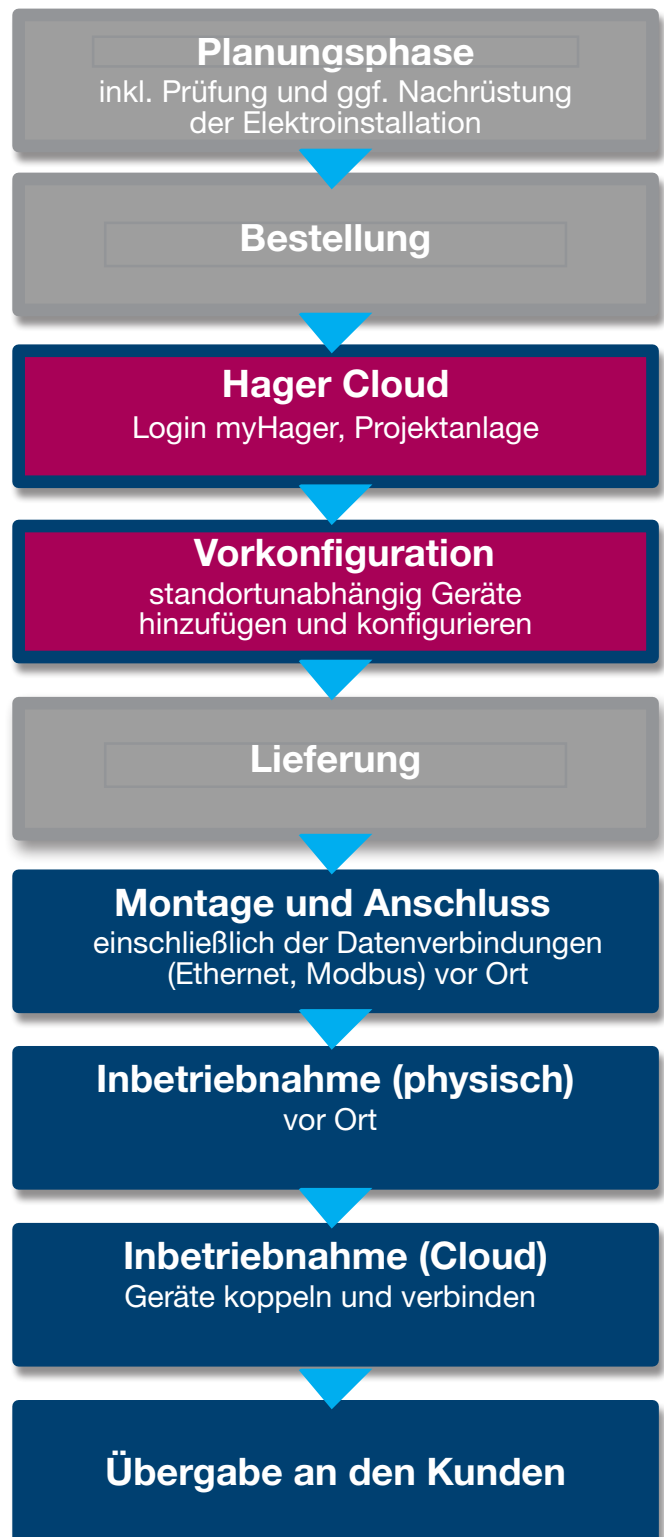 Planungsphase
inkl. Prüfung und ggf. Nachrüstung
der Elektroinstallation
Bestellung
Hager Cloud
Login myHager, Projektanlage
Vorkonfiguration
standortunabhängig Geräte
hinzufügen und konfigurieren
Lieferung
Montage und Anschluss
einschließlich der Datenverbindungen
(Ethernet, Modbus) vor Ort
Inbetriebnahme (physisch)
vor Ort
Inbetriebnahme (Cloud)
Geräte koppeln und verbinden
Übergabe an den Kunden